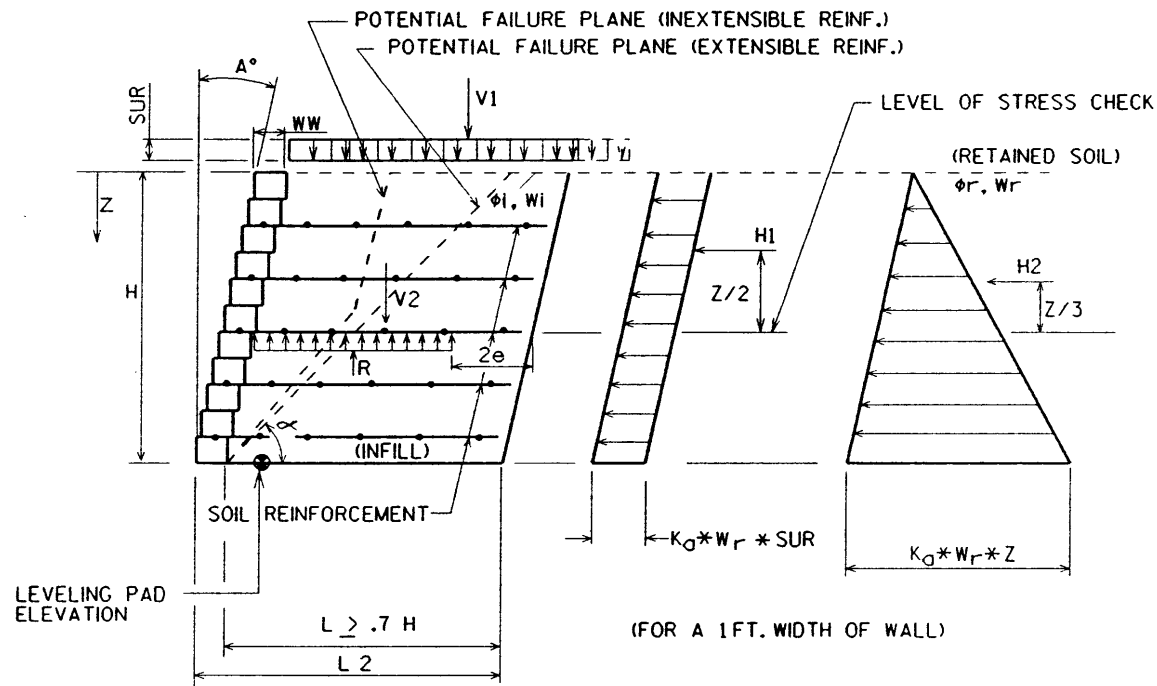 POTENTIAL FAILURE PLANE (INEXTENSIBLE REINF.)
POTENTIAL FAILURE PLANE (EXTENSIBLE REINF.)
A°
V1
SUR
WW
LEVEL OF STRESS CHECK
(RETAINED SOIL)
φr, Wr
φi, Wi
Z
H
H1
H2
Z/2
Z/3
V2
2e
R
α
(INFILL)
SOIL REINFORCEMENT
Ka*Wr*SUR
Ka*Wr*Z
LEVELING PAD
ELEVATION
L ≥ .7 H
(FOR A 1FT. WIDTH OF WALL)
L 2